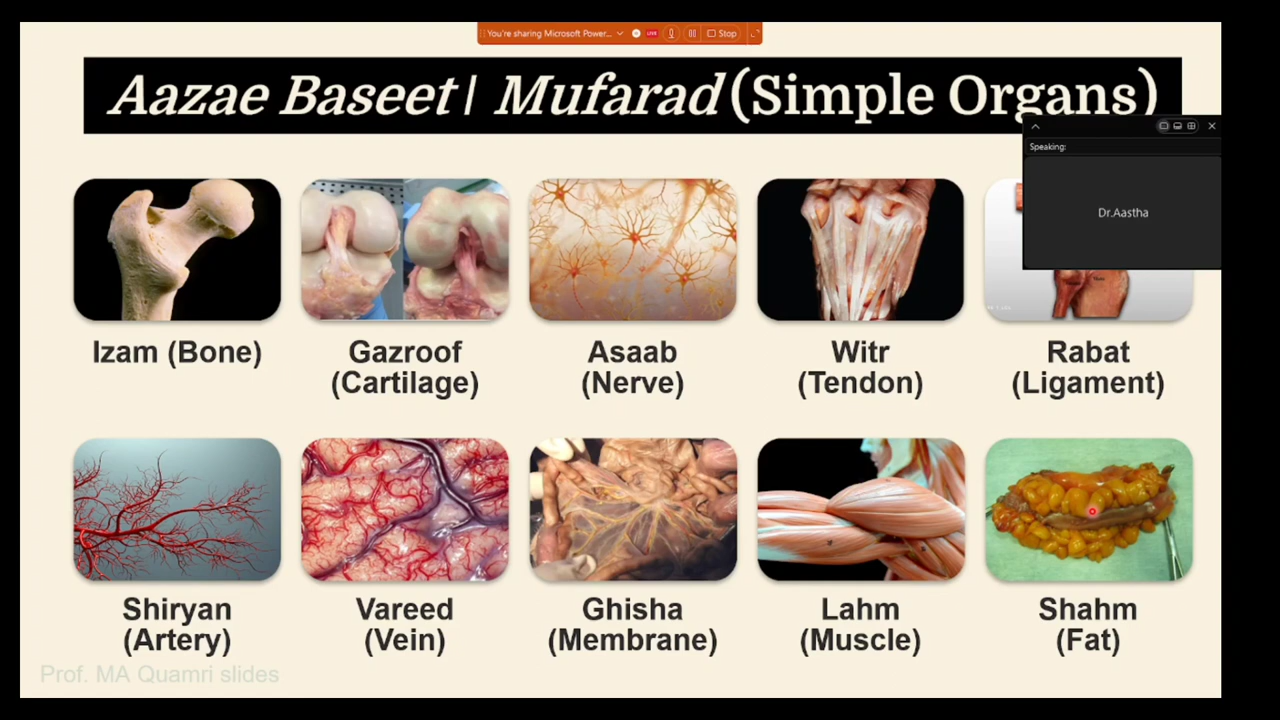 You're sharing Microsoft Power... LIVE Stop
Aazae Baseet/ Mufarad (Simple Organs)
Speaking:
Dr.Aastha
Izam (Bone)
Gazroof
(Cartilage)
Asaab
(Nerve)
Witr
(Tendon)
Rabat
(Ligament)
Shiryan
(Artery)
Vareed
(Vein)
Ghisha
(Membrane)
Lahm
(Muscle)
Shahm
(Fat)
Prof. MA Quamri slides